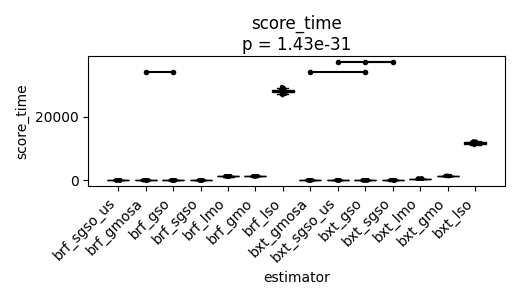 score_time
p = 1.43e-31
score_time
20000
0
brf_sgso_us
brf_gmosa
brf_gso
brf_sgso
brf_lmo
brf_gmo
brf_lso
bxt_gmosa
bxt_sgso_us
bxt_gso
bxt_sgso
bxt_lmo
bxt_gmo
bxt_lso
estimator